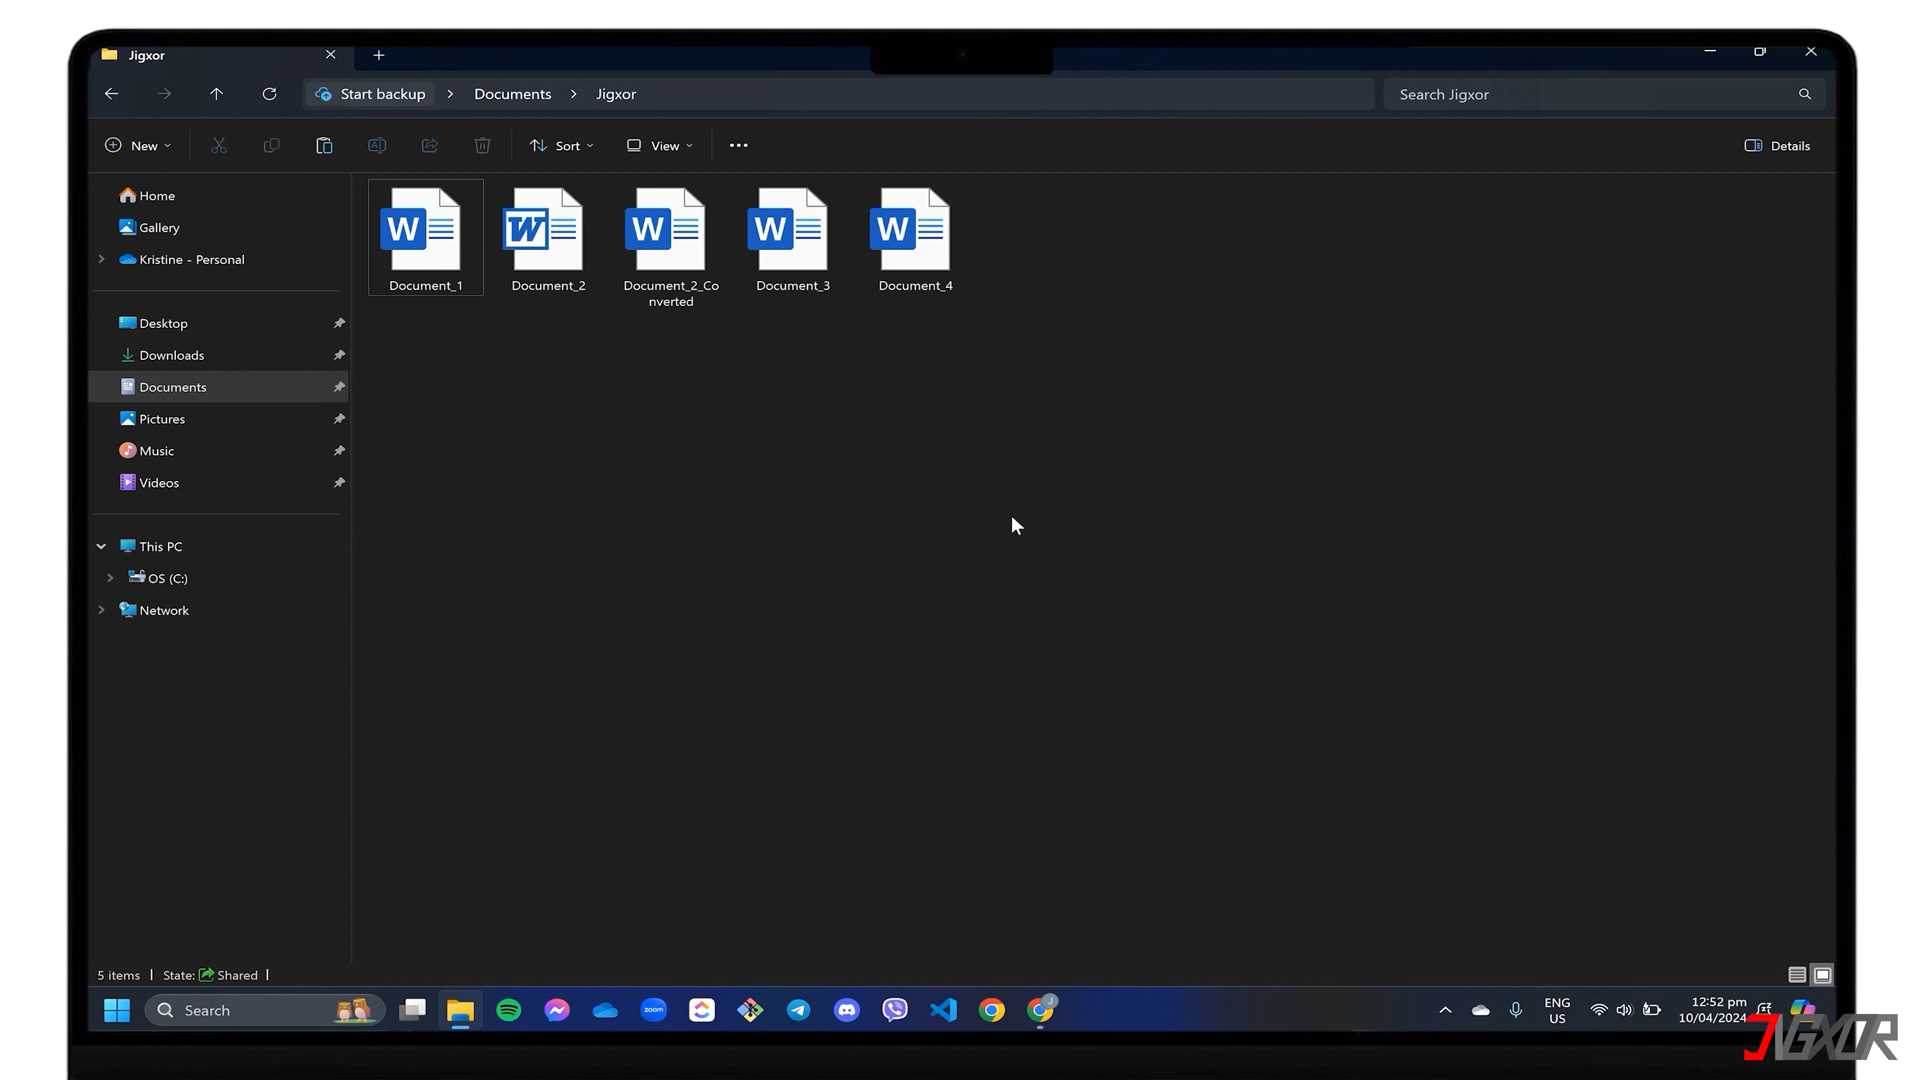 Jigxor
Start backup > Documents > Jigxor
Search Jigxor
New
Sort
View
Details
Home
Gallery
Kristine - Personal
Desktop
Downloads
Documents
Pictures
Music
Videos
This PC
OS (C:)
Network
Document_1
Document_2
Document_2_Co
nverted
Document_3
Document_4
5 items
State: Shared
Search
zoom
ENG
US
12:52 pm
10/04/2024
JIGXOR